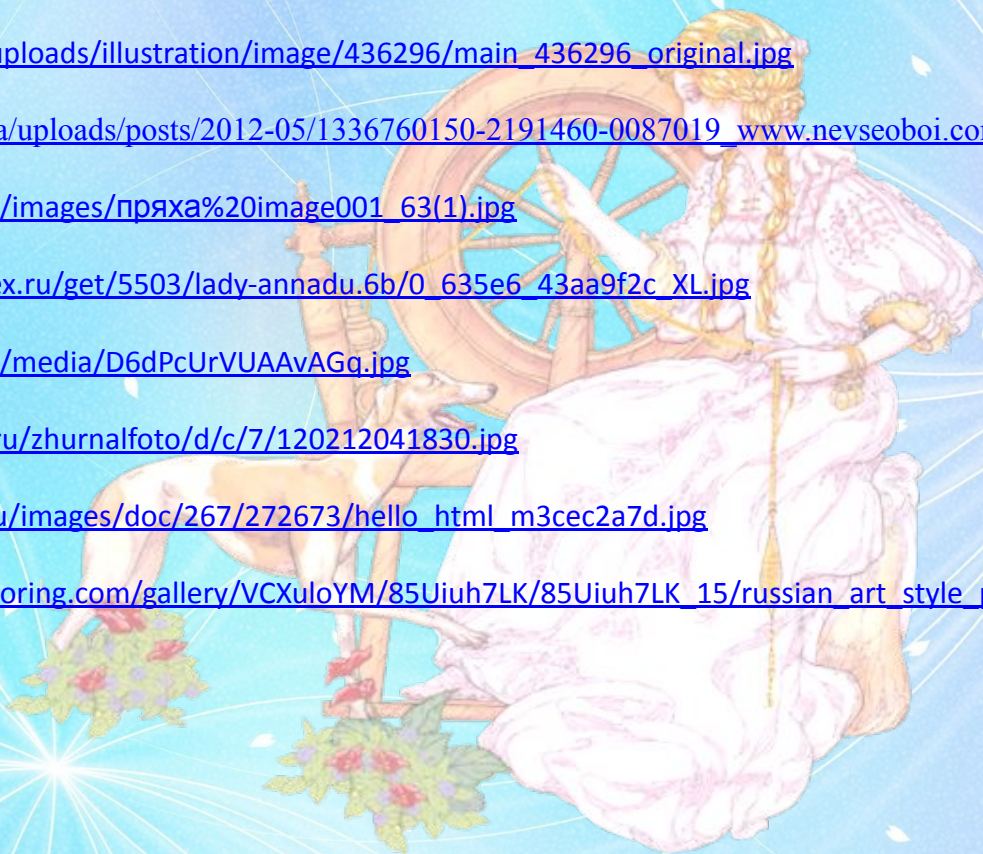 uploads/illustration/image/436296/main_436296_original.jpg
a/uploads/posts/2012-05/1336760150-2191460-0087019_www.nevseoboi.com
/images/пряха%20image001_63(1).jpg
ex.ru/get/5503/lady-annadu.6b/0_635e6_43aa9f2c_XL.jpg
/media/D6dPcUrVUAAvAGq.jpg
ru/zhurnalfoto/d/c/7/120212041830.jpg
u/images/doc/267/272673/hello_html_m3cec2a7d.jpg
oring.com/gallery/VCXuloYM/85Uiuh7LK/85Uiuh7LK_15/russian_art_style_p